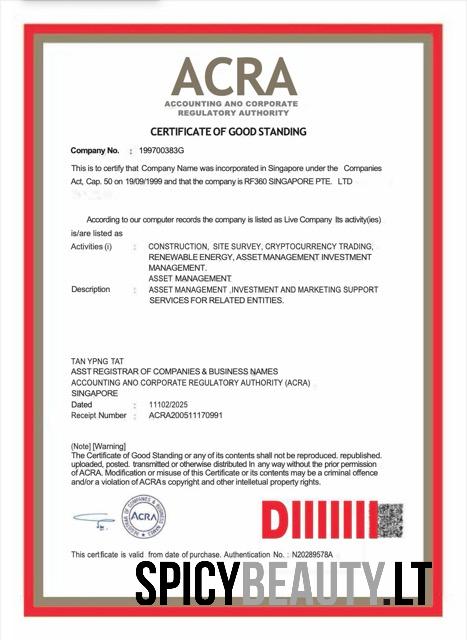 ACRA
ACCOUNTING ANO CORPORATE
REGULATORY AUTHORITY
CERTIFICATE OF GOOD STANDING
Company No. : 199700383G
This is to certify that Company Name was incorporated in Singapore under the Companies
Act, Cap. 50 on 19/09/1999 and that the company is RF360 SINGAPORE PTE. LTD
According to our computer records the company is listed as Live Company Its activity(ies)
is/are listed as
Activities (i) : CONSTRUCTION, SITE SURVEY, CRYPTOCURRENCY TRADING,
RENEWABLE ENERGY, ASSET MANAGEMENT INVESTMENT
MANAGEMENT.
ASSET MANAGEMENT
Description : ASSET MANAGEMENT ,INVESTMENT AND MARKETING SUPPORT
SERVICES FOR RELATED ENTITIES.
TAN YPNG TAT
ASST REGISTRAR OF COMPANIES & BUSINESS NAMES
ACCOUNTING ANO CORPORATE REGULATORY AUTHORITY (ACRA)
SINGAPORE
Dated : 11102/2025
Receipt Number : ACRA200511170991
(Note] [Warning]
The Certificate of Good Standing or any of its contents shall not be reproduced. republished.
uploaded, posted. transmitted or otherwise distributed In any way without the prior permission
of ACRA. Modification or misuse of this Certificate or its contents may be a criminal offence
and/or a violation of ACRA s copyright and other intelletual property rights.
REGISTRAR OF COMPANIES & BUSINESS NAMES
ACRA
DIIIIIIII
This certficate is valid from date of purchase. Authentication No. : N20289578A
SPICYBEAUTY.LT